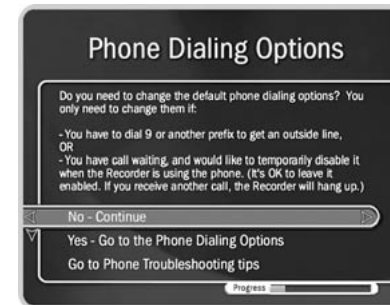 Phone Dialing Options
Do you need to change the default phone dialing options? You
only need to change them if:
- You have to dial 9 or another prefix to get an outside line,
OR
- You have call waiting, and would like to temporarily disable it
when the Recorder is using the phone. (It's OK to leave it
enabled. If you receive another call, the Recorder will hang up.)
No - Continue
Yes - Go to the Phone Dialing Options
Go to Phone Troubleshooting tips
Progress